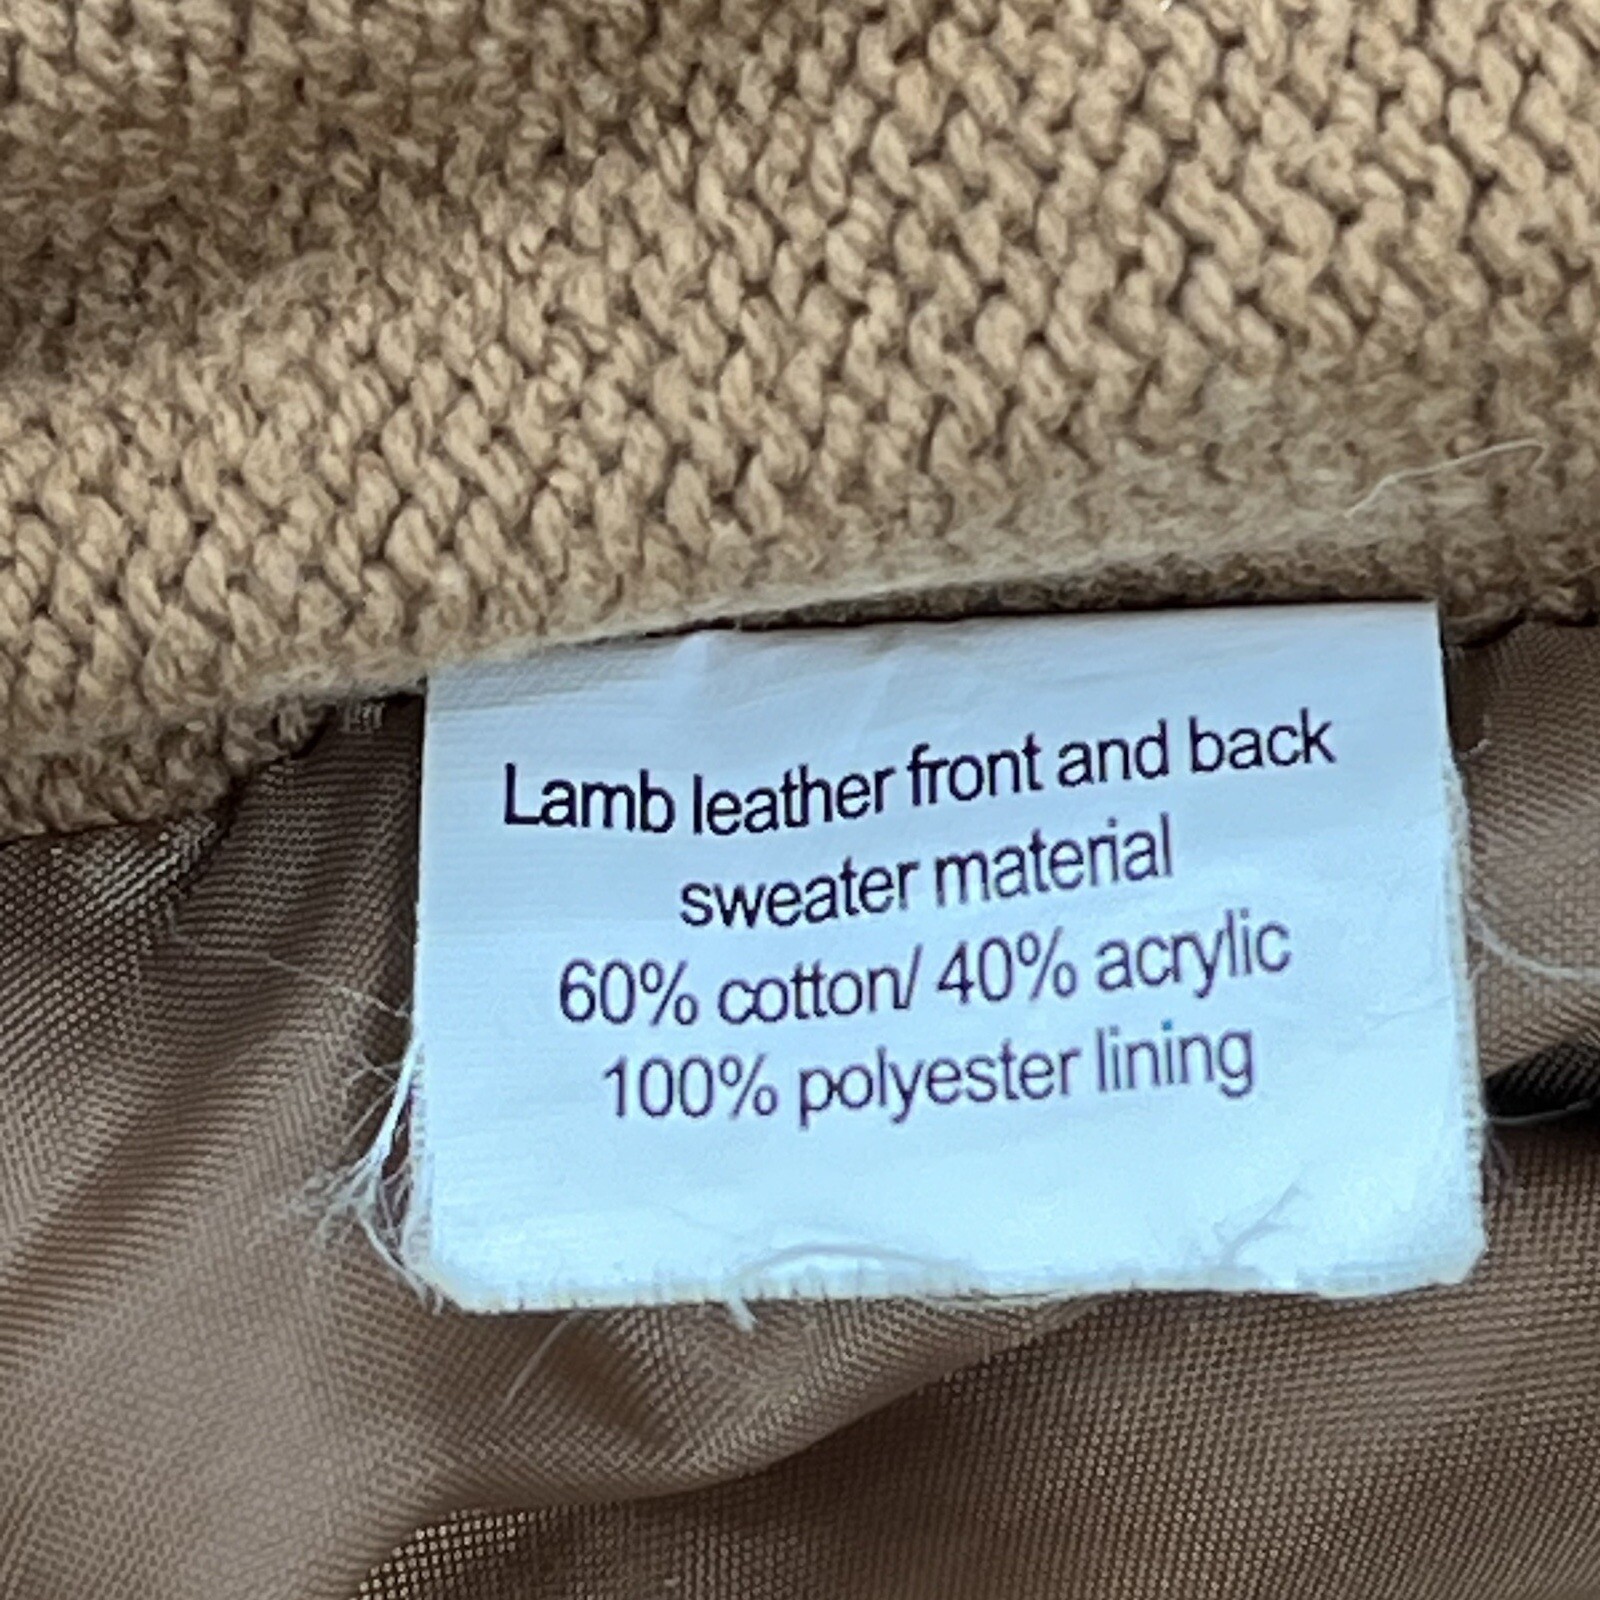 Lamb leather front and back
sweater material
60% cotton/ 40% acrylic
100% polyester lining